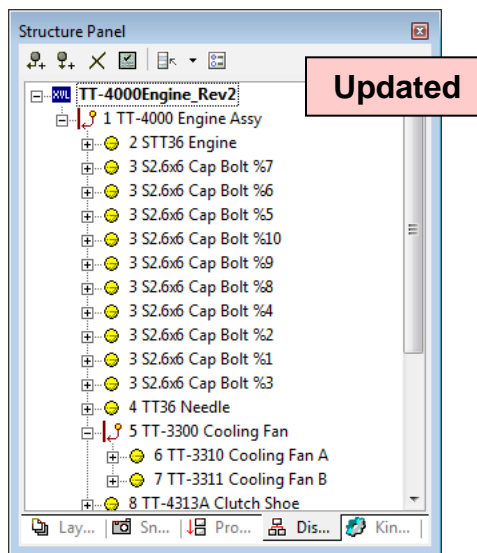 Structure Panel
Updated
XVL TT-4000Engine_Rev2
1 TT-4000 Engine Assy
2 STT36 Engine
3 S2.6x6 Cap Bolt %7
3 S2.6x6 Cap Bolt %6
3 S2.6x6 Cap Bolt %5
3 S2.6x6 Cap Bolt %10
3 S2.6x6 Cap Bolt %9
3 S2.6x6 Cap Bolt %8
3 S2.6x6 Cap Bolt %4
3 S2.6x6 Cap Bolt %2
3 S2.6x6 Cap Bolt %1
3 S2.6x6 Cap Bolt %3
4 TT36 Needle
5 TT-3300 Cooling Fan
6 TT-3310 Cooling Fan A
7 TT-3311 Cooling Fan B
8 TT-4313A Clutch Shoe
Lay... Sn... Pro... Dis... Kin...